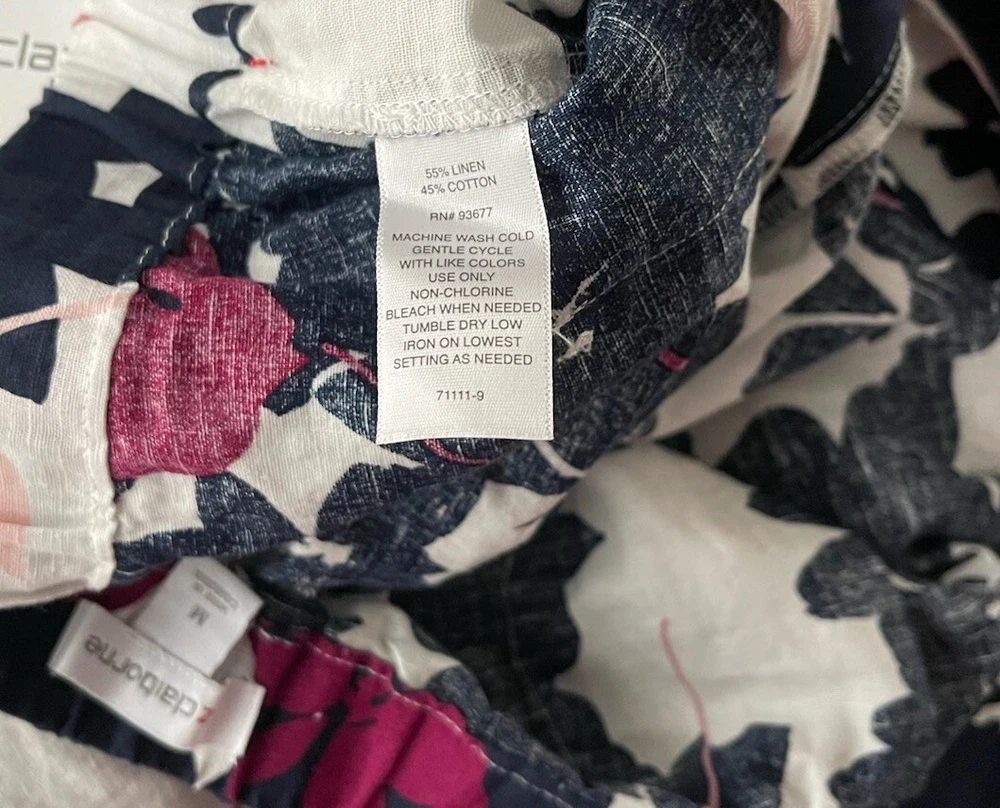 cla
55% LINEN
45% COTTON
RN# 93677
MACHINE WASH COLD
GENTLE CYCLE
WITH LIKE COLORS
USE ONLY
NON-CHLORINE
BLEACH WHEN NEEDED
TUMBLE DRY LOW
IRON ON LOWEST
SETTING AS NEEDED
71111-9
M
claiborne